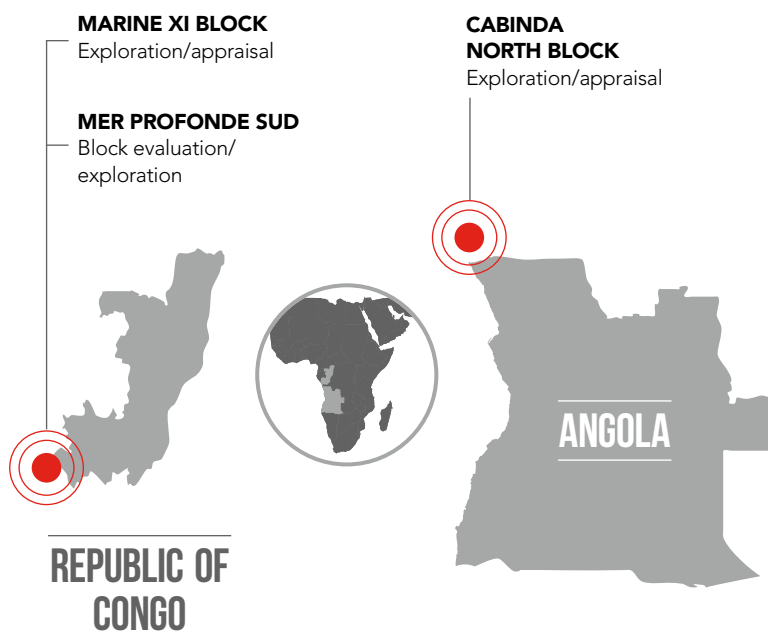 MARINE XI BLOCK
Exploration/appraisal
MER PROFONDE SUD
Block evaluation/
exploration
CABINDA
NORTH BLOCK
Exploration/appraisal
ANGOLA
REPUBLIC OF
CONGO